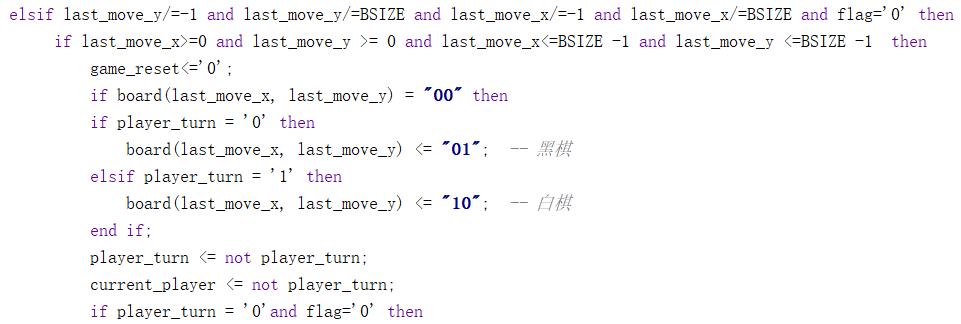 elsif last_move_y/=-1 and last_move_y/=BSIZE and last_move_x/=-1 and last_move_x/=BSIZE and flag='0' then
if last_move_x>=0 and last_move_y >= 0 and last_move_x<=BSIZE -1 and last_move_y <=BSIZE -1 then
game_reset<='0';
if board(last_move_x, last_move_y) = "00" then
if player_turn = '0' then
board(last_move_x, last_move_y) <= "01"; -- 黑棋
elsif player_turn = '1' then
board(last_move_x, last_move_y) <= "10"; -- 白棋
end if;
player_turn <= not player_turn;
current_player <= not player_turn;
if player_turn = '0'and flag='0' then